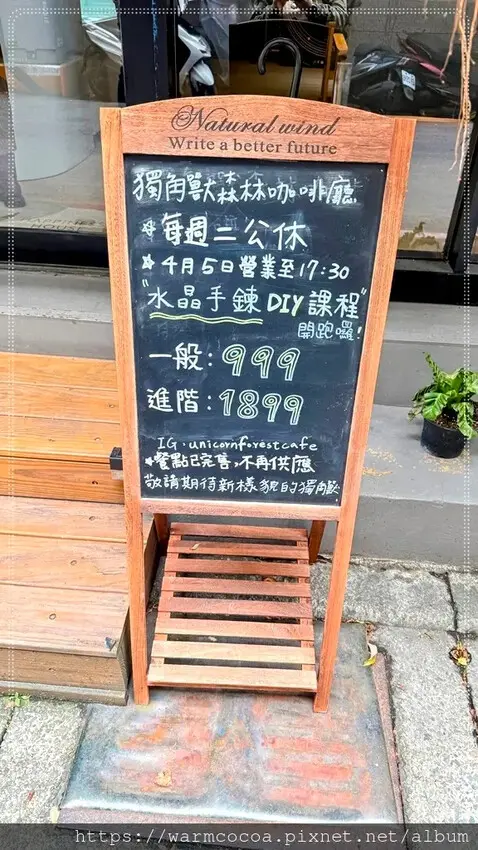 Natural wind
Write a better future
獨角獸森林咖啡廳
★每週二公休
★4月5日營業至17:30
"水晶手鍊DIY課程"
開跑囉!
一般:999
進階:1899
IG:unicornforestcafe
★餐點已完售,不再供應
敬請期待新樣貌的獨角獸
https://warmcocoa.pixnet.net/album